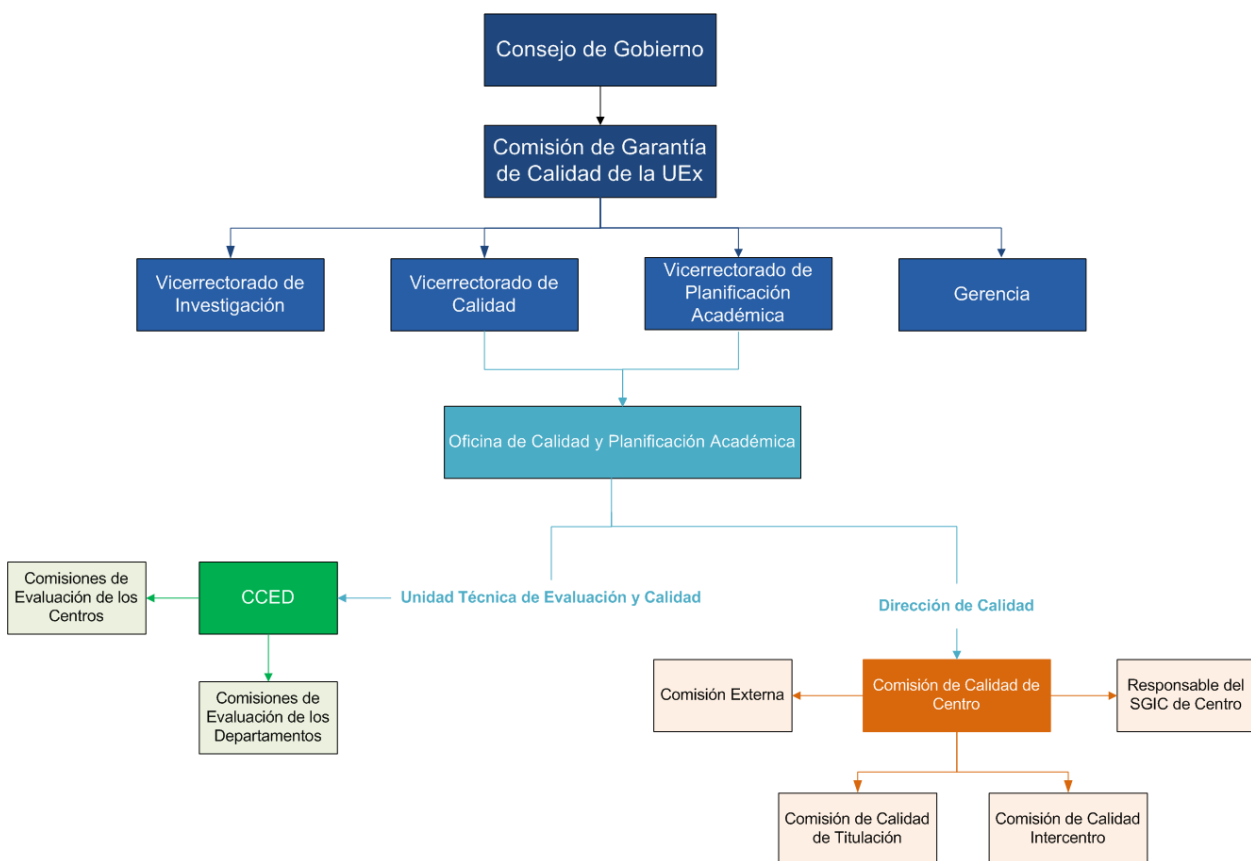 Consejo de Gobierno
Comisión de Garantía
de Calidad de la UEx
Vicerrectorado de
Investigación
Vicerrectorado de
Calidad
Vicerrectorado de
Planificación
Académica
Gerencia
Oficina de Calidad y Planificación Académica
Comisiones de
Evaluación de los
Centros
CCED
Unidad Técnica de Evaluación y Calidad
Dirección de Calidad
Comisiones de
Evaluación de los
Departamentos
Comisión Externa
Comisión de Calidad de
Centro
Responsable del
SGIC de Centro
Comisión de Calidad
de Titulación
Comisión de Calidad
Intercentro